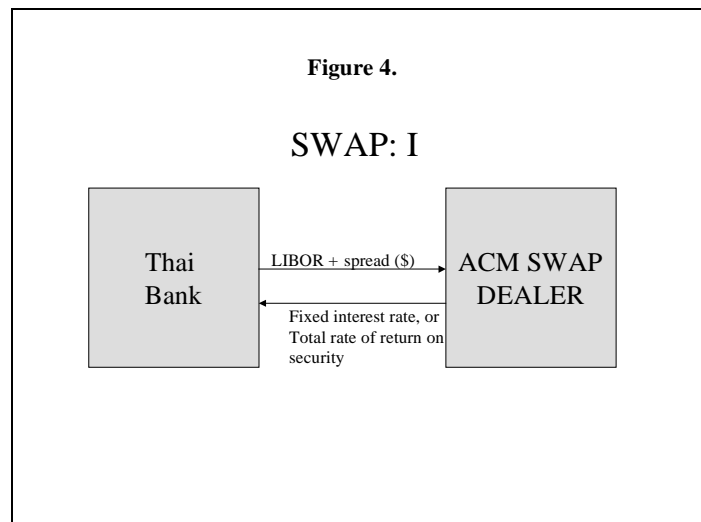 Figure 4.
SWAP: I
Thai
Bank
LIBOR + spread ($)
ACM SWAP
DEALER
Fixed interest rate, or
Total rate of return on
security